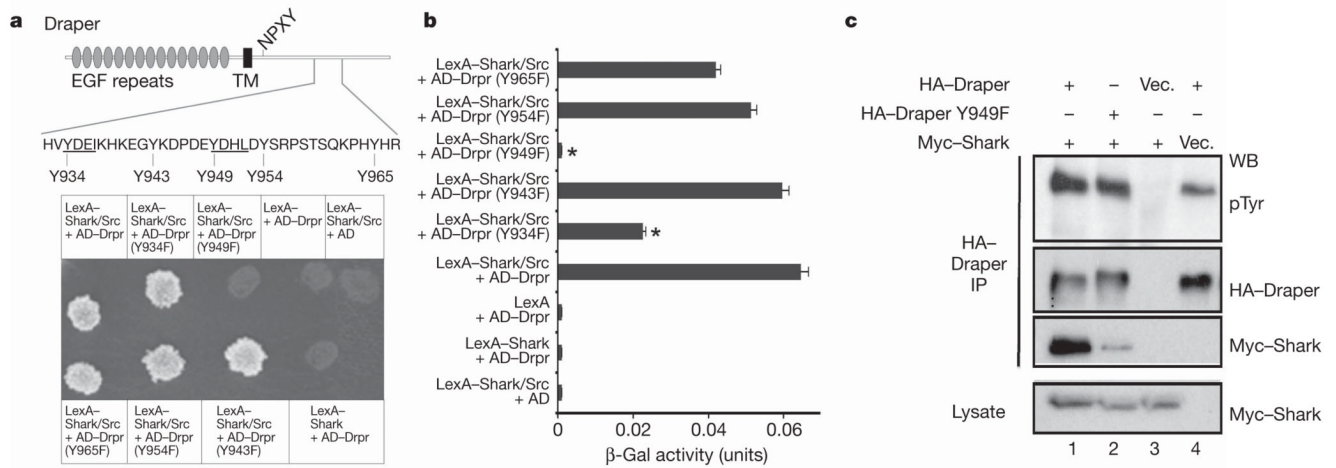 a
Draper
NPXY
EGF repeats
TM
HVYDEIKHKEGYKDPDEYDHLDYSRPSTSQKPHYHR
Y934 Y943 Y949 Y954 Y965
LexA–
Shark/Src
+ AD–Drpr
LexA–
Shark/Src
+ AD–Drpr
(Y934F)
LexA–
Shark/Src
+ AD–Drpr
(Y949F)
LexA–
+ AD–Drpr
LexA–
Shark/Src
+ AD
LexA–
Shark/Src
+ AD–Drpr
(Y965F)
LexA–
Shark/Src
+ AD–Drpr
(Y954F)
LexA–
Shark/Src
+ AD–Drpr
(Y943F)
LexA–
Shark
+ AD–Drpr
b
LexA–Shark/Src
+ AD–Drpr (Y965F)
LexA–Shark/Src
+ AD–Drpr (Y954F)
LexA–Shark/Src
+ AD–Drpr (Y949F)
*
LexA–Shark/Src
+ AD–Drpr (Y943F)
LexA–Shark/Src
+ AD–Drpr (Y934F)
*
LexA–Shark/Src
+ AD–Drpr
LexA
+ AD–Drpr
LexA–Shark
+ AD–Drpr
LexA–Shark/Src
+ AD
0 0.02 0.04 0.06
β-Gal activity (units)
c
HA–Draper + – Vec. +
HA–Draper Y949F – + – –
Myc–Shark + + + Vec.
WB
pTyr
HA–
Draper
IP
HA–Draper
Myc–Shark
Lysate
Myc–Shark
1 2 3 4